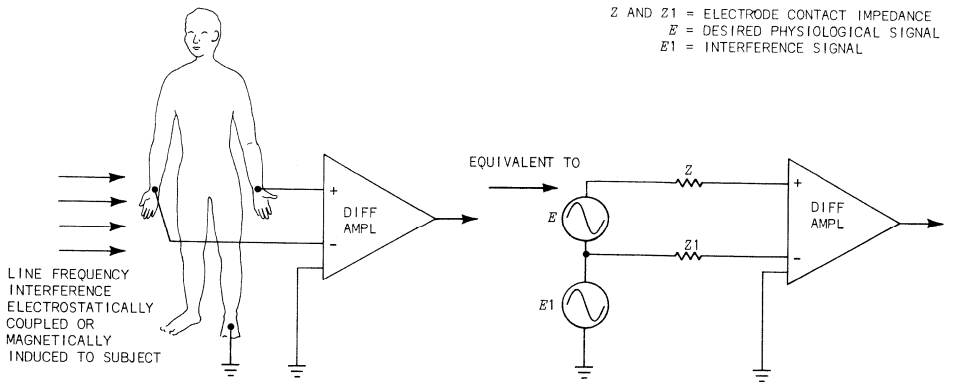 Z AND Z1 = ELECTRODE CONTACT IMPEDANCE
E = DESIRED PHYSIOLOGICAL SIGNAL
E1 = INTERFERENCE SIGNAL
+
DIFF
AMPL
-
LINE FREQUENCY
INTERFERENCE
ELECTROSTATICALLY
COUPLED OR
MAGNETICALLY
INDUCED TO SUBJECT
EQUIVALENT TO
Z
E
Z1
E1
+
DIFF
AMPL
-